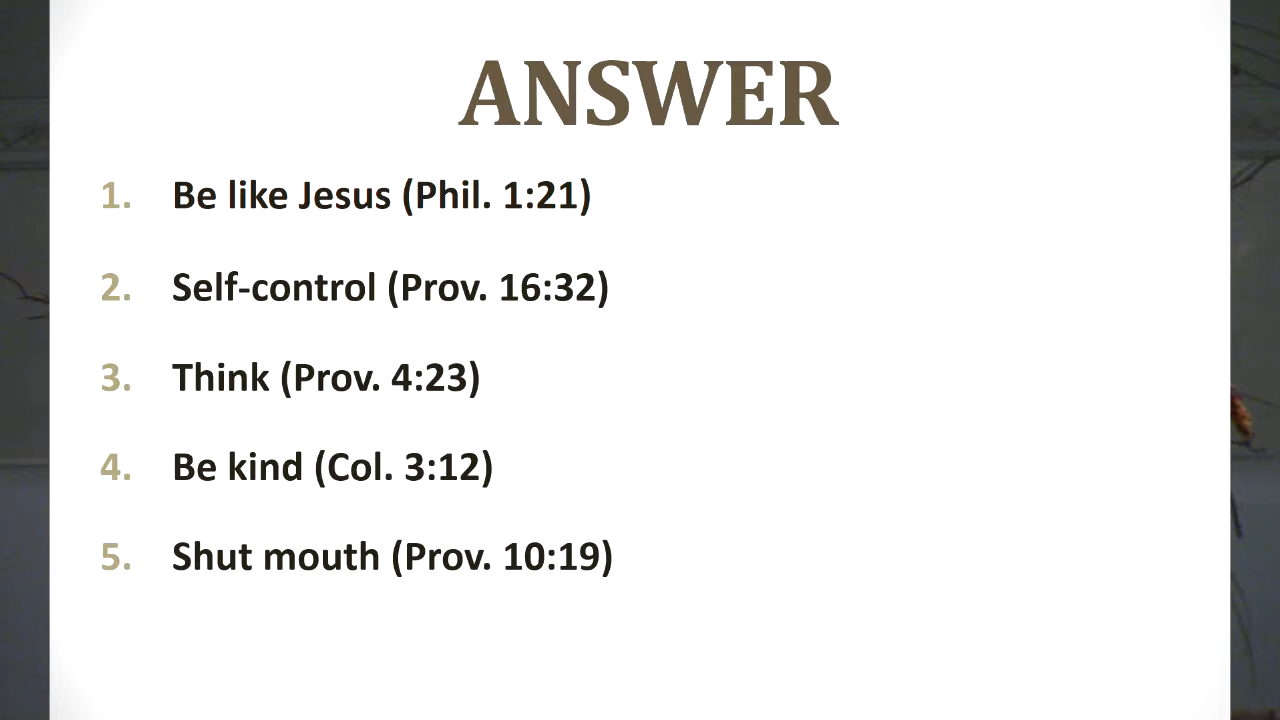 ANSWER
1. Be like Jesus (Phil. 1:21)
2. Self-control (Prov. 16:32)
3. Think (Prov. 4:23)
4. Be kind (Col. 3:12)
5. Shut mouth (Prov. 10:19)